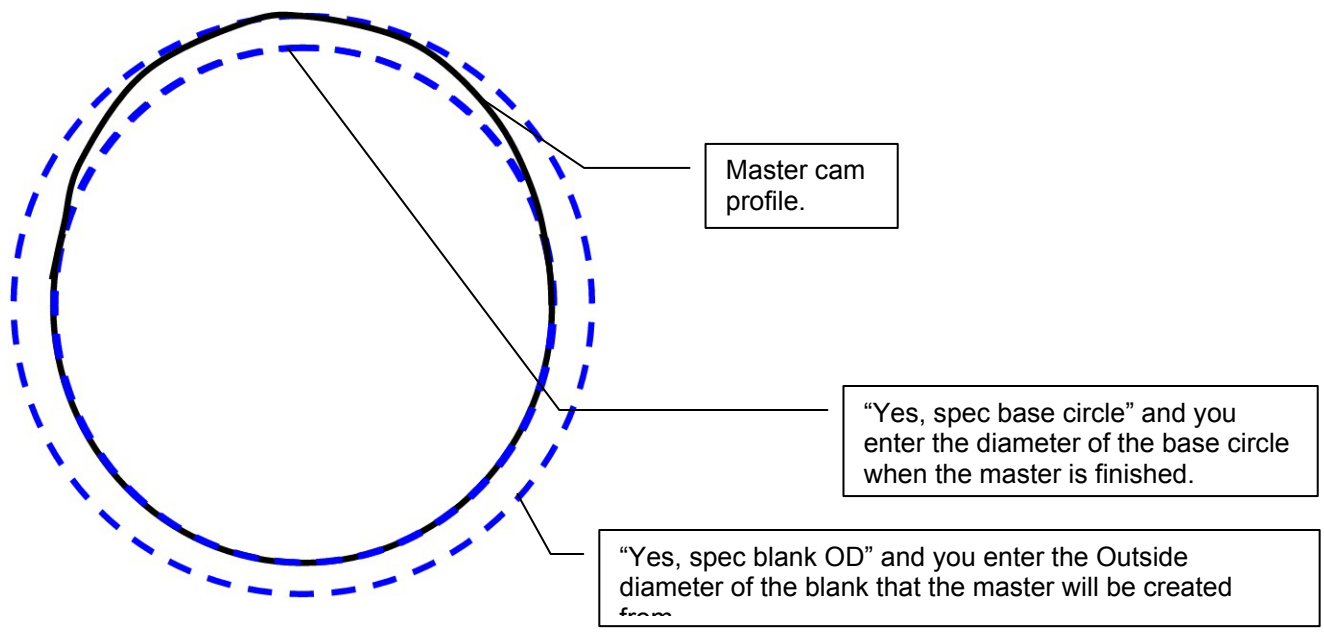 Master cam
profile.
“Yes, spec base circle” and you
enter the diameter of the base circle
when the master is finished.
“Yes, spec blank OD” and you enter the Outside
diameter of the blank that the master will be created
from